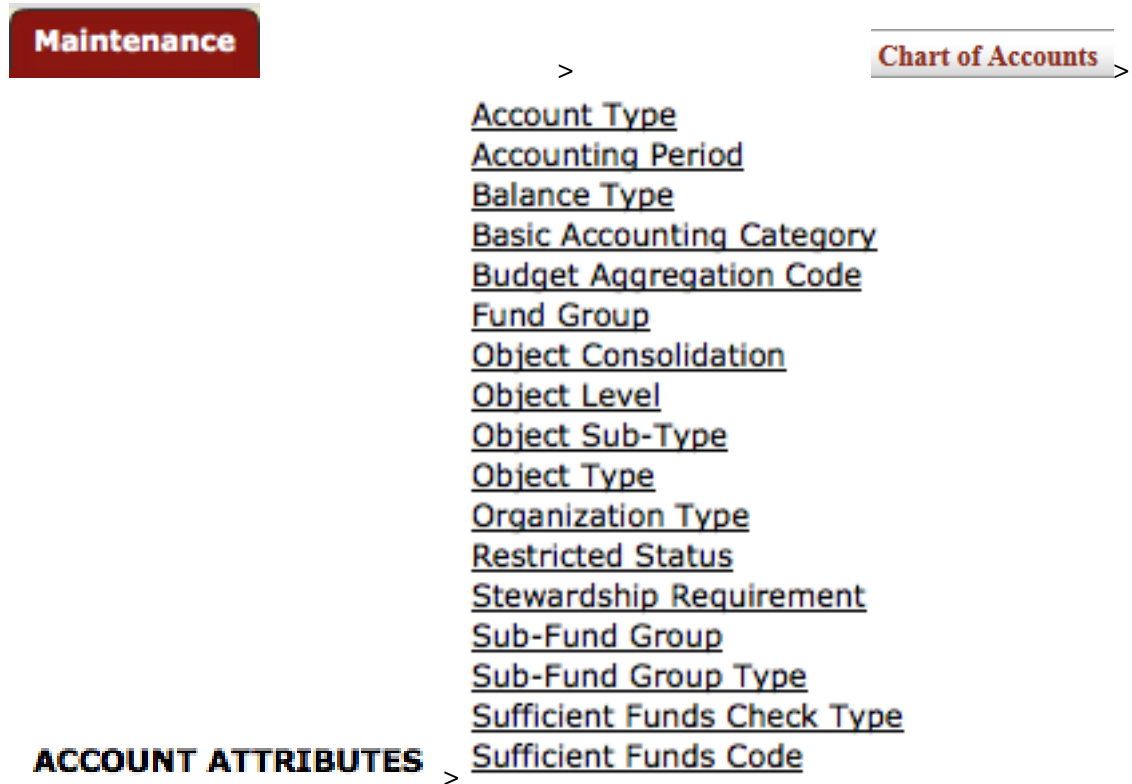 Maintenance > Chart of Accounts >
Account Type
Accounting Period
Balance Type
Basic Accounting Category
Budget Aggregation Code
Fund Group
Object Consolidation
Object Level
Object Sub-Type
Object Type
Organization Type
Restricted Status
Stewardship Requirement
Sub-Fund Group
Sub-Fund Group Type
Sufficient Funds Check Type
ACCOUNT ATTRIBUTES > Sufficient Funds Code